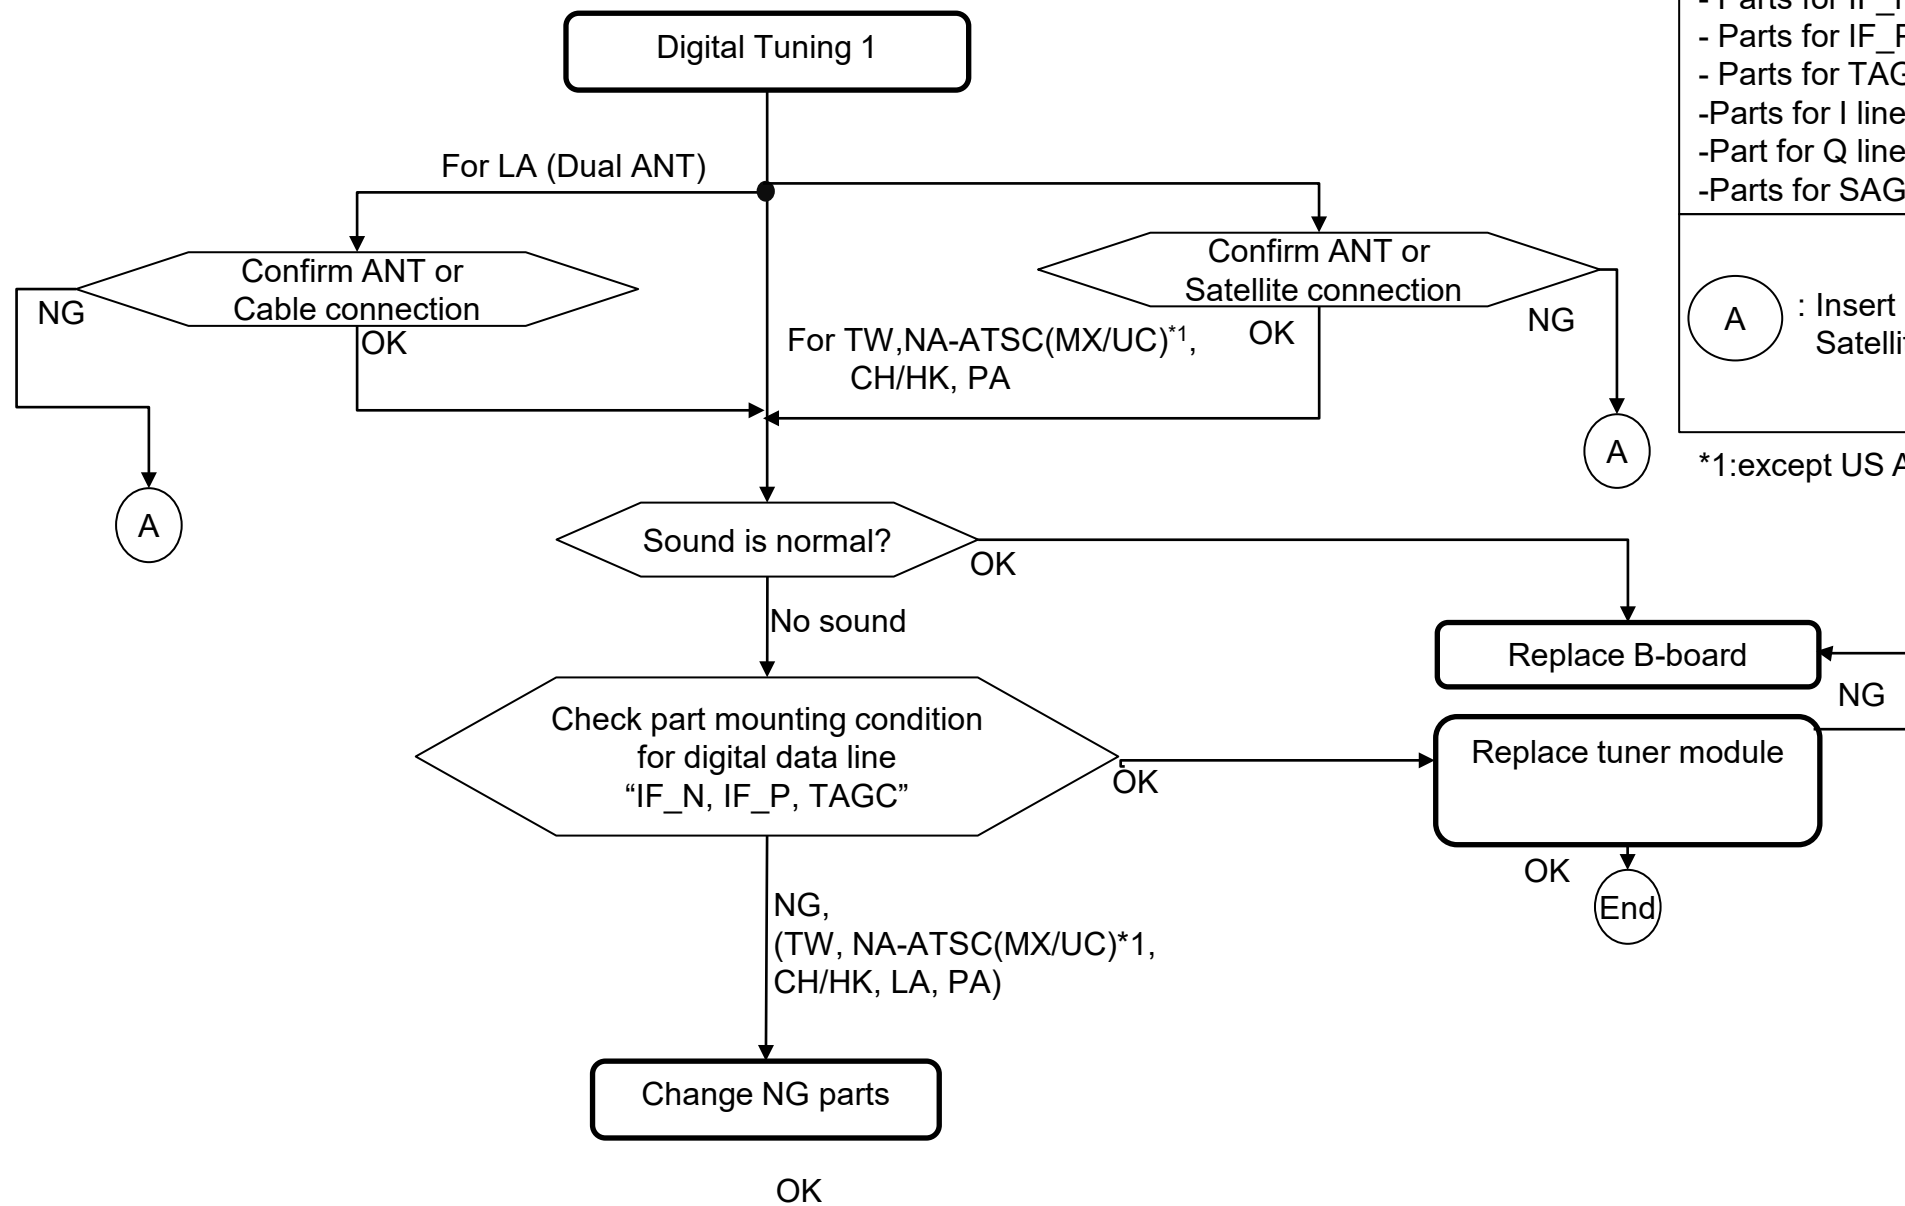 Digital Tuning 1
- Parts for
- Parts for
- Parts for
-Parts for I line
-Part for Q line
-Parts for
For LA (Dual ANT)
Confirm ANT or
Cable connection
NG
OK
Confirm ANT or
Satellite connection
OK
NG
For TW,NA-ATSC(MX/UC)*1,
CH/HK, PA
A
: Insert
A
A
*1:except US
Sound is normal?
OK
No sound
Replace B-board
NG
Check part mounting condition
for digital data line
“IF_N, IF_P, TAGC”
OK
Replace tuner module
OK
End
NG,
(TW, NA-ATSC(MX/UC)*1,
CH/HK, LA, PA)
Change NG parts
OK